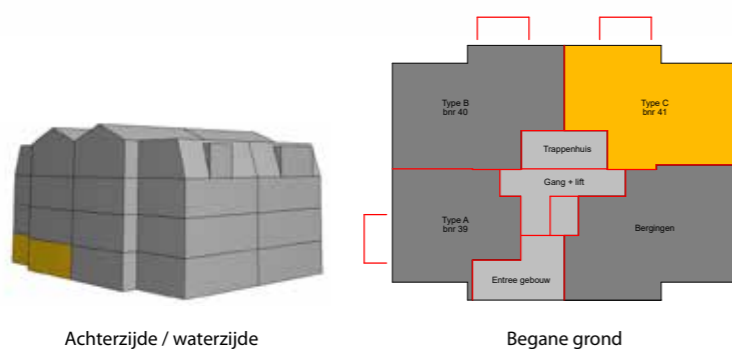 Type B
bnr 40
Type C
bnr 41
Trappenhuis
Gang + lift
Type A
bnr 39
Bergingen
Entree gebouw
Achterzijde / waterzijde
Begane grond